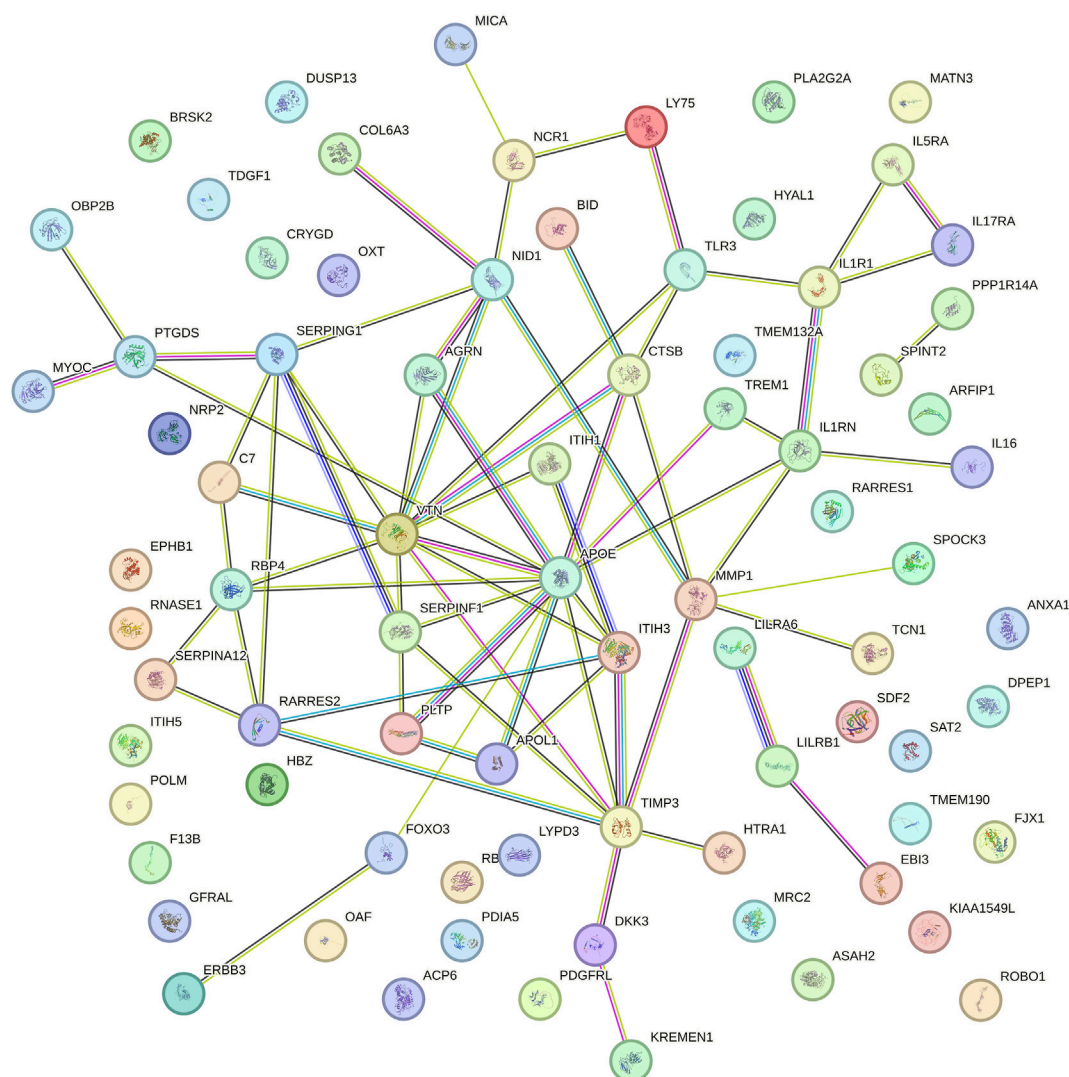 MICA
DUSP13
PLA2G2A
MATN3
LY75
BRSK2
COL6A3
NCR1
IL5RA
TDGF1
OBP2B
BID
HYAL1
IL17RA
CRYGD
OXT
NID1
TLR3
IL1R1
PPP1R14A
PTGDS
SERPING1
TMEM132A
MYOC
AGRN
CTSB
SPINT2
TREM1
ARFIP1
NRP2
ITIH1
IL1RN
C7
IL16
RARRES1
VTN
EPHB1
RBP4
APOE
MMP1
SPOCK3
RNASE1
SERPINF1
ITIH3
LILRA6
TCN1
ANXA1
SERPINA12
RARRES2
PLTP
SDF2
DPEP1
ITIH5
APOL1
LILRB1
SAT2
POLM
HBZ
TIMP3
TMEM190
FJX1
F13B
FOXO3
LYPD3
RB
HTRA1
EBI3
GFRAL
OAF
PDIA5
DKK3
MRC2
KIAA1549L
ERBB3
ACP6
PDGFRL
ASAH2
ROBO1
KREMEN1